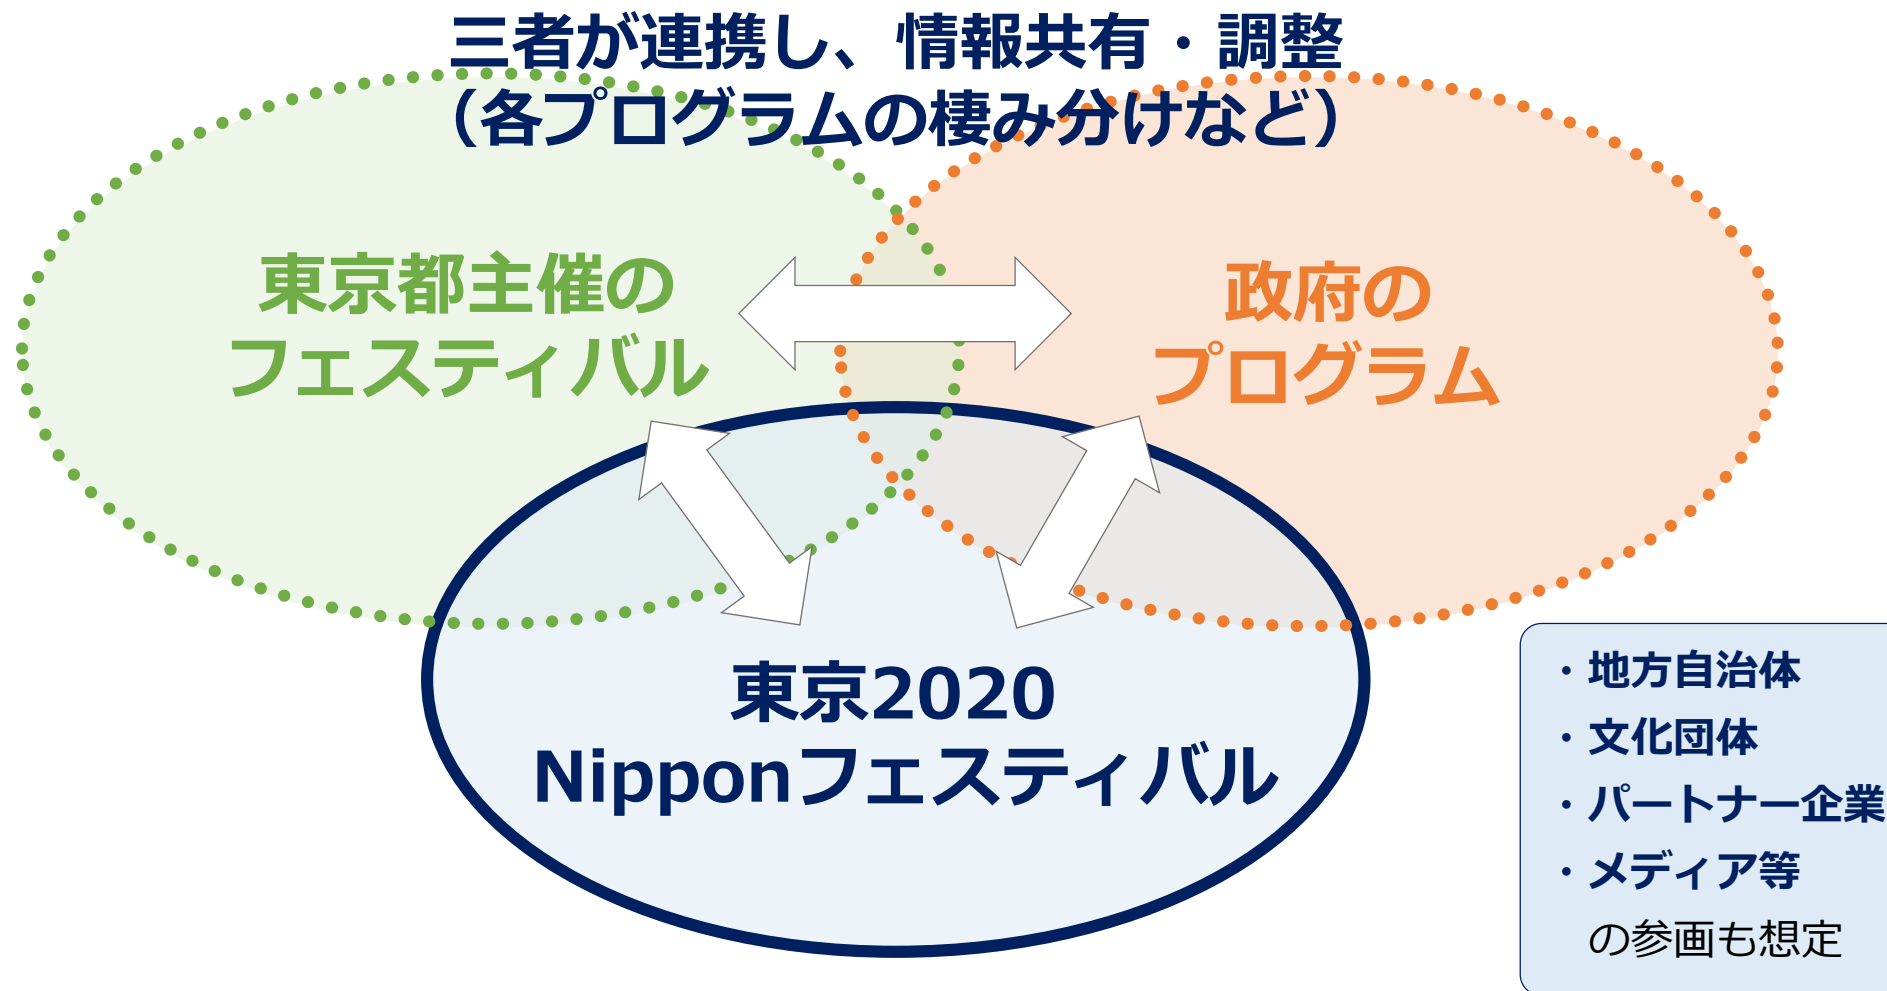 三者が連携し、情報共有・調整
（各プログラムの棲み分けなど）
東京都主催の
フェスティバル
政府の
プログラム
東京2020
Nipponフェスティバル
・地方自治体
・文化団体
・パートナー企業
・メディア等
の参画も想定